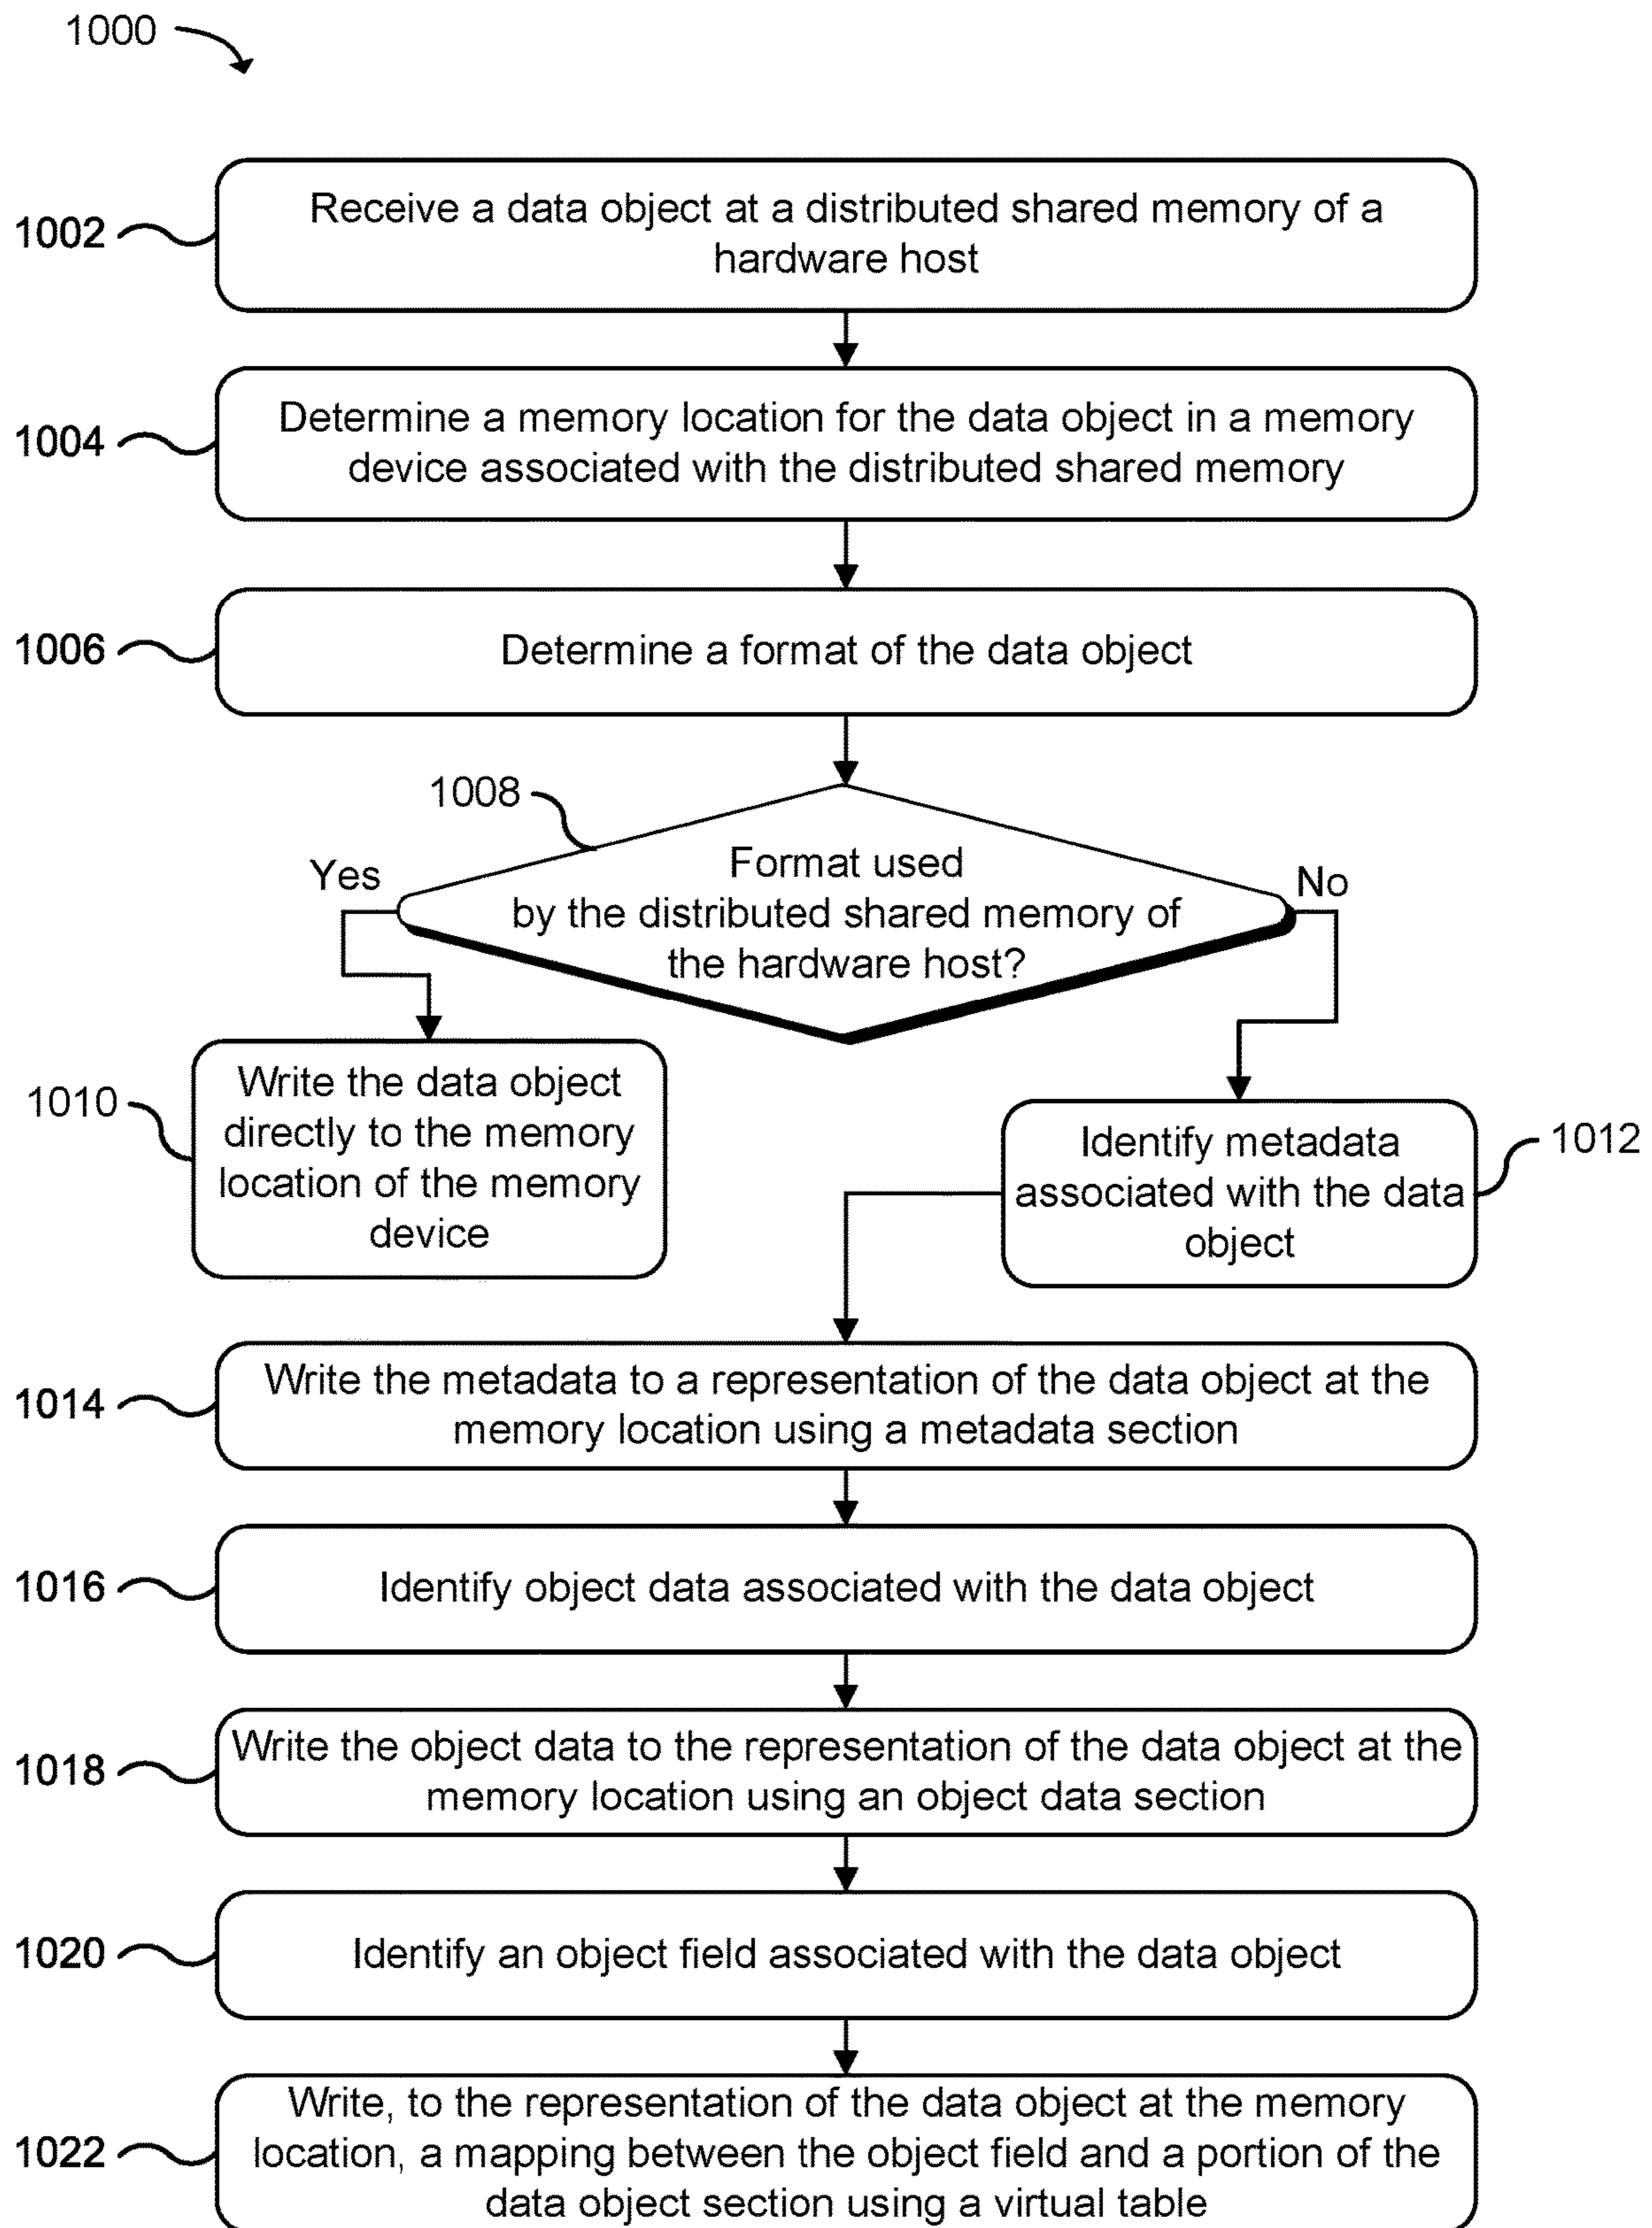 1000
1002
Receive a data object at a distributed shared memory of a
hardware host
1004
Determine a memory location for the data object in a memory
device associated with the distributed shared memory
1006
Determine a format of the data object
1008
Format used
by the distributed shared memory of
the hardware host?
Yes
No
1010
Write the data object
directly to the memory
location of the memory
device
1012
Identify metadata
associated with the data
object
1014
Write the metadata to a representation of the data object at the
memory location using a metadata section
1016
Identify object data associated with the data object
1018
Write the object data to the representation of the data object at the
memory location using an object data section
1020
Identify an object field associated with the data object
1022
Write, to the representation of the data object at the memory
location, a mapping between the object field and a portion of the
data object section using a virtual table